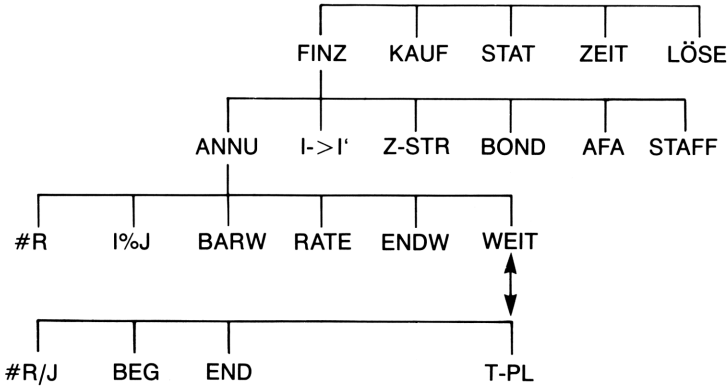 FINZ KAUF STAT ZEIT LÖSE
ANNU I->I‘ Z-STR BOND AFA STAFF
#R I%J BARW RATE ENDW WEIT
#R/J BEG END T-PL